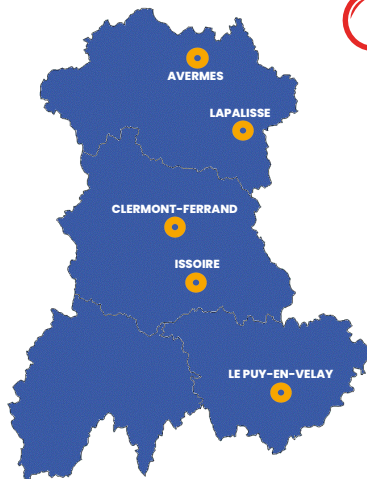 AVERMES
LAPALISSE
CLERMONT-FERRAND
ISSOIRE
LE PUY-EN-VELAY